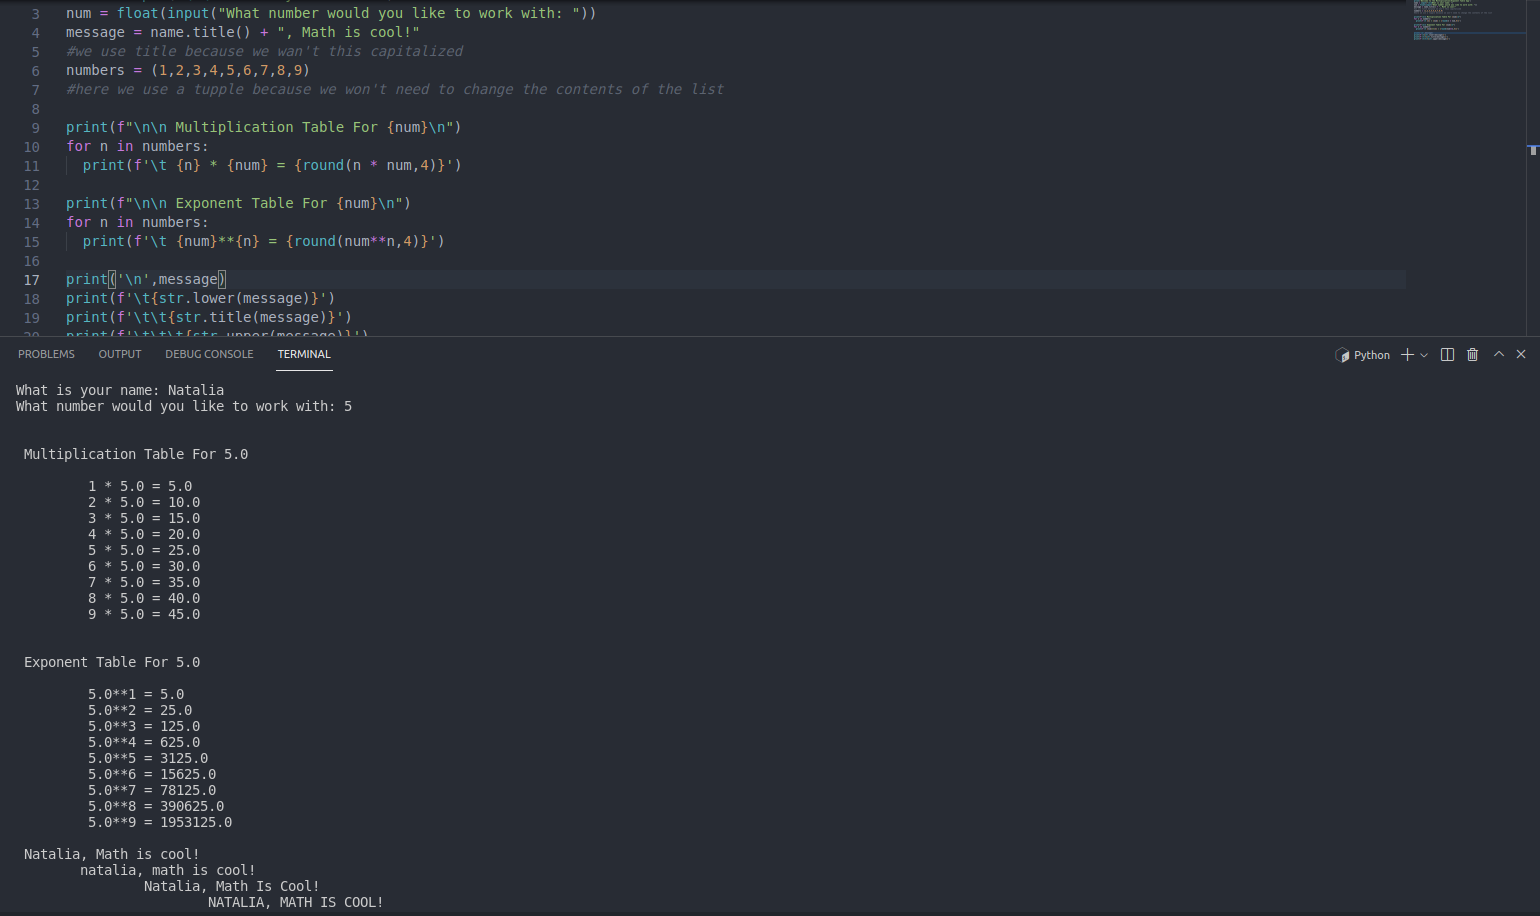 3 num = float(input("What number would you like to work with: "))
4 message = name.title() + ", Math is cool!"
5 #we use title because we wan't this capitalized
6 numbers = (1,2,3,4,5,6,7,8,9)
7 #here we use a tupple because we won't need to change the contents of the list
8
9 print(f"\n\n Multiplication Table For {num}\n")
10 for n in numbers:
11 print(f'\t {n} * {num} = {round(n * num,4)}')
12
13 print(f"\n\n Exponent Table For {num}\n")
14 for n in numbers:
15 print(f'\t {num}**{n} = {round(num**n,4)}')
16
17 print('\n',message)
18 print(f'\t{str.lower(message)}')
19 print(f'\t\t{str.title(message)}')
20 print(f'\t\t\t{str.upper(message)}')
PROBLEMS OUTPUT DEBUG CONSOLE TERMINAL Python
What is your name: Natalia
What number would you like to work with: 5
Multiplication Table For 5.0
1 * 5.0 = 5.0
2 * 5.0 = 10.0
3 * 5.0 = 15.0
4 * 5.0 = 20.0
5 * 5.0 = 25.0
6 * 5.0 = 30.0
7 * 5.0 = 35.0
8 * 5.0 = 40.0
9 * 5.0 = 45.0
Exponent Table For 5.0
5.0**1 = 5.0
5.0**2 = 25.0
5.0**3 = 125.0
5.0**4 = 625.0
5.0**5 = 3125.0
5.0**6 = 15625.0
5.0**7 = 78125.0
5.0**8 = 390625.0
5.0**9 = 1953125.0
Natalia, Math is cool!
natalia, math is cool!
Natalia, Math Is Cool!
NATALIA, MATH IS COOL!